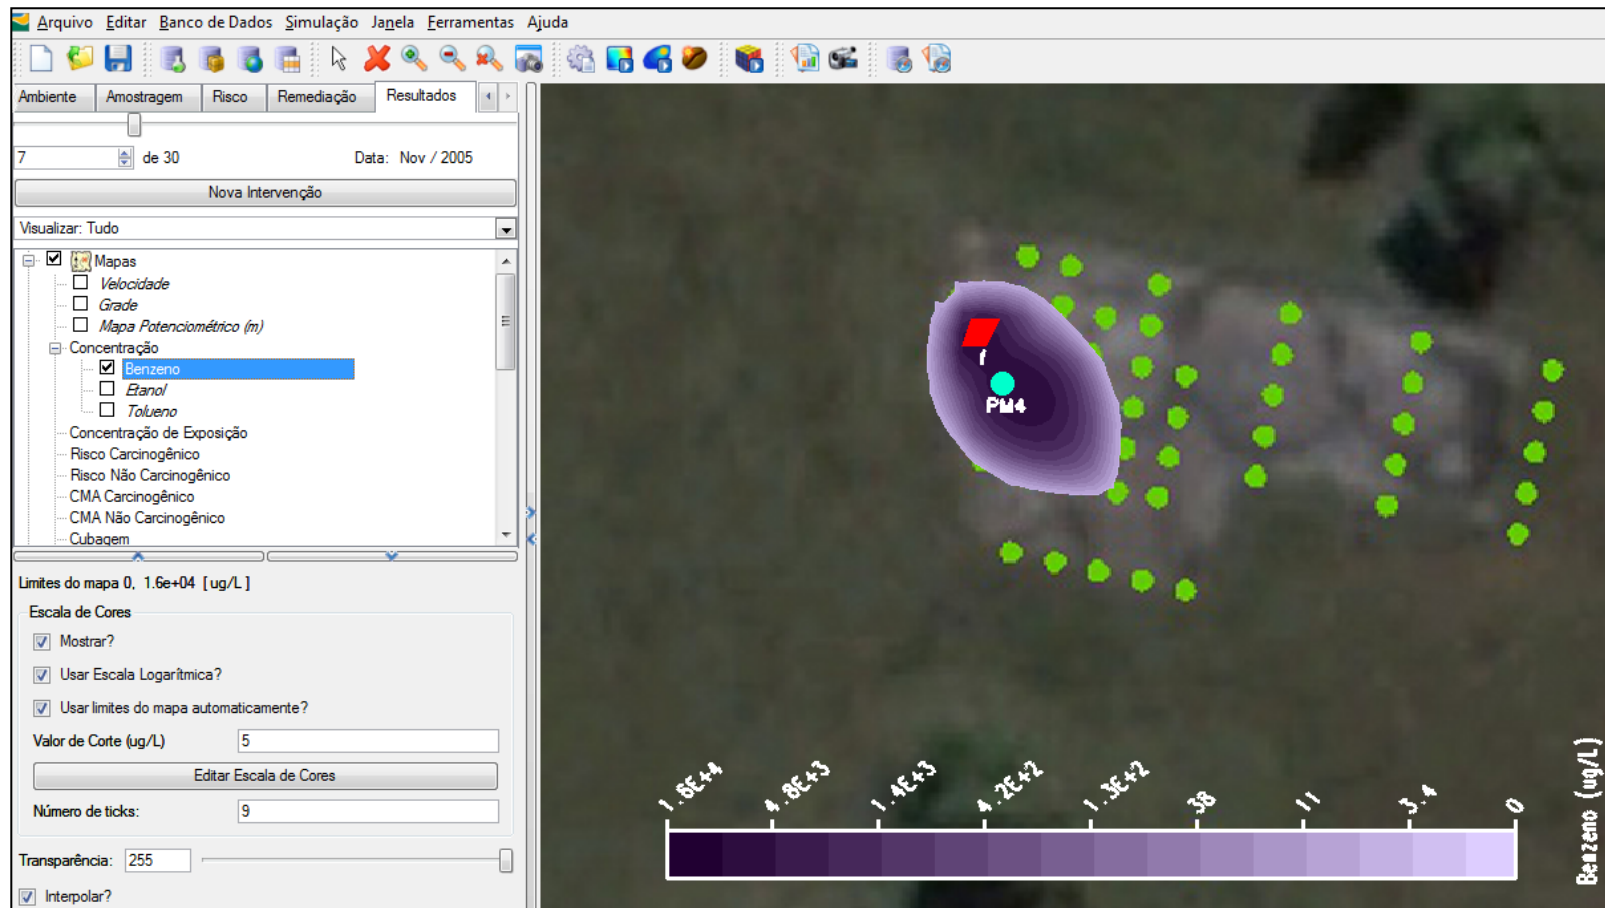 Arquivo Editar Banco de Dados Simulação Janela Ferramentas Ajuda
Ambiente Amostragem Risco Remediação Resultados
7 de 30 Data: Nov / 2005
Nova Intervenção
Visualizar: Tudo
Mapas
Velocidade
Grade
Mapa Potenciométrico (m)
Concentração
Benzeno
Etanol
Tolueno
Concentração de Exposição
Risco Carcinogênico
Risco Não Carcinogênico
CMA Carcinogênico
CMA Não Carcinogênico
Cubagem
Limites do mapa 0, 1.6e+04 [ug/L]
Escala de Cores
Mostrar?
Usar Escala Logarítmica?
Usar limites do mapa automaticamente?
Valor de Corte (ug/L) 5
Editar Escala de Cores
Número de ticks: 9
Transparência: 255
Interpolar?
f
PM4
1.6E+4 4.8E+3 1.4E+3 4.2E+2 1.3E+2 38 11 3.4 0
Benzeno (ug/L)